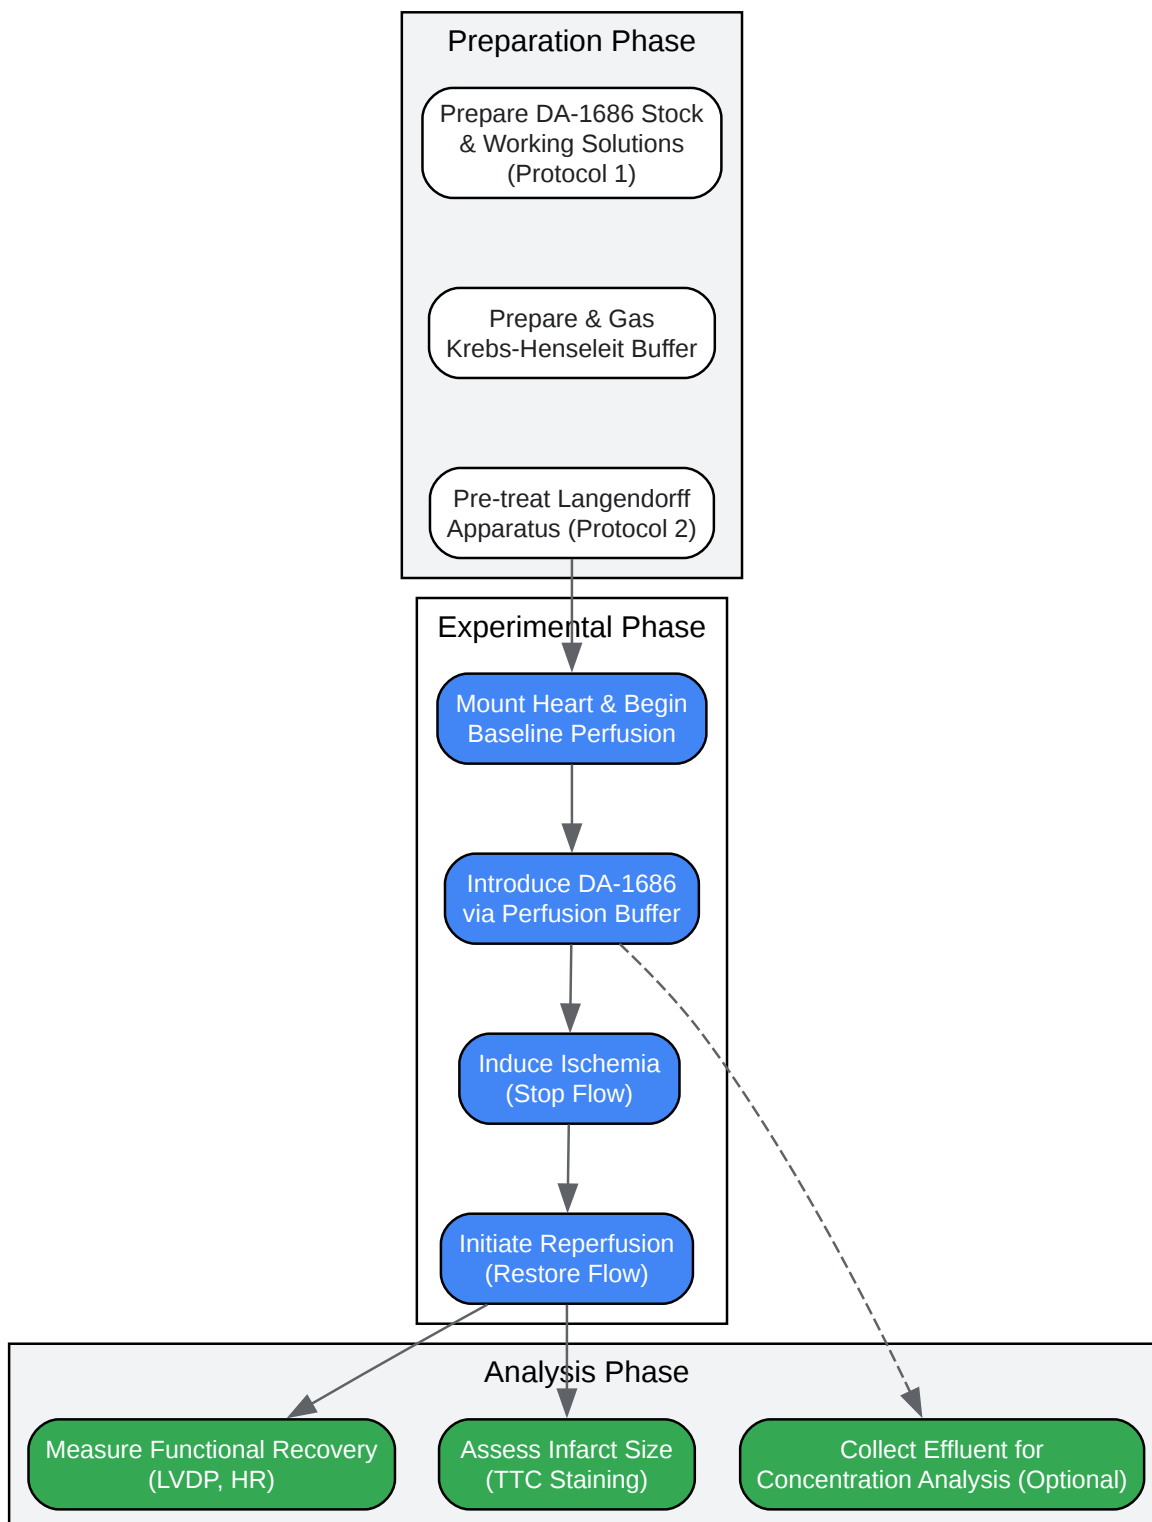 Preparation Phase
Prepare DA-1686 Stock
& Working Solutions
(Protocol 1)
Prepare & Gas
Krebs-Henseleit Buffer
Pre-treat Langendorff
Apparatus (Protocol 2)
Experimental Phase
Mount Heart & Begin
Baseline Perfusion
Introduce DA-1686
via Perfusion Buffer
Induce Ischemia
(Stop Flow)
Initiate Reperfusion
(Restore Flow)
Analysis Phase
Measure Functional Recovery
(LVDP, HR)
Assess Infarct Size
(TTC Staining)
Collect Effluent for
Concentration Analysis (Optional)